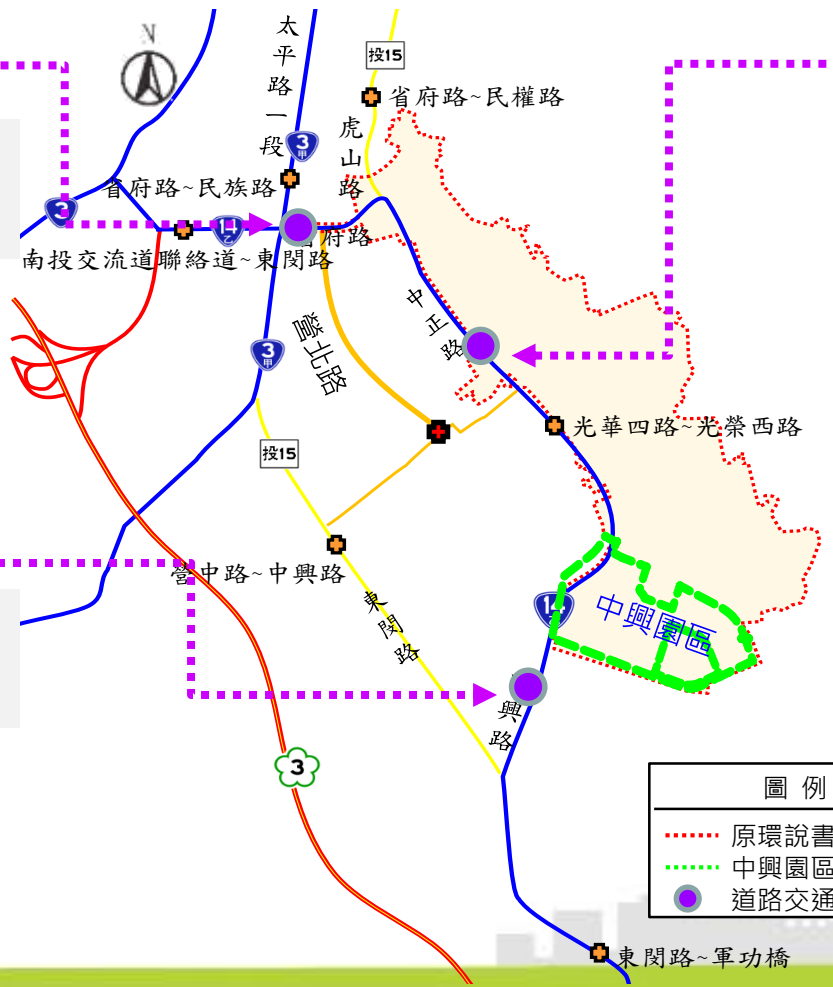 N
太平路一段
投15
省府路~民權路
3甲
虎山路
省府路~民族路
3
14乙
府路
南投交流道聯絡道~東閔路
中正路
3甲
營北路
光華四路~光榮西路
投15
營中路~中興路
東閔路
14
中興園區
興路
3
圖例
原環說書
中興園區
道路交通
東閔路~軍功橋